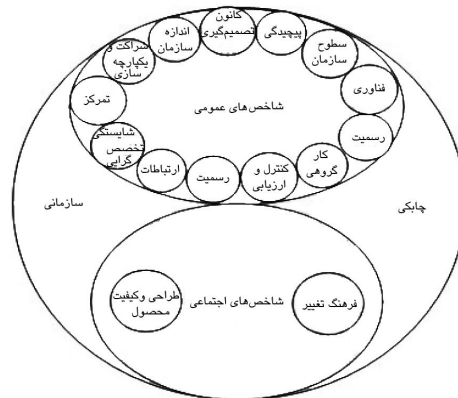 کانون
تصمیم‌گیری
پیچیدگی
سطوح
سازمان
فناوری
رسمیت
کار
گروهی
کنترل و
ارزیابی
رسمیت
ارتباطات
شایستگی
تخصص
گرایی
تمرکز
شراکت و
یکپارچه
سازی
اندازه
سازمان
شاخص‌های عمومی
چابکی
سازمانی
شاخص‌های اجتماعی
فرهنگ تغییر
طراحی وکیفیت
محصول